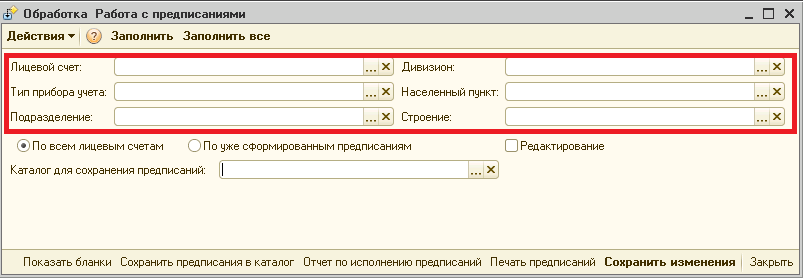 Обработка Работа с предписаниями
Действия ? Заполнить Заполнить все
Лицевой счет: ... Дивизион: ...
Тип прибора учета: ... Населенный пункт: ...
Подразделение: ... Строение: ...
По всем лицевым счетам По уже сформированным предписаниям Редактирование
Каталог для сохранения предписаний: ...
Показать бланки Сохранить предписания в каталог Отчет по исполнению предписаний Печать предписаний Сохранить изменения Закрыть